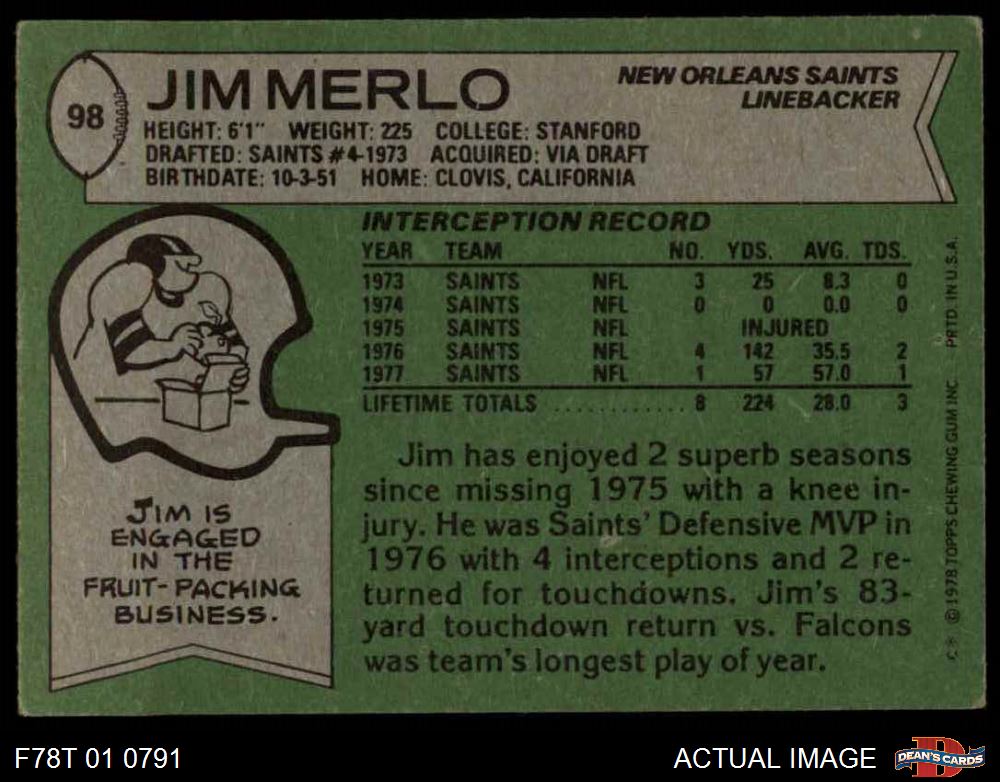 98
JIM MERLO
NEW ORLEANS SAINTS
LINEBACKER
HEIGHT: 6'1" WEIGHT: 225 COLLEGE: STANFORD
DRAFTED: SAINTS #4-1973 ACQUIRED: VIA DRAFT
BIRTHDATE: 10-3-51 HOME: CLOVIS, CALIFORNIA
INTERCEPTION RECORD
YEAR TEAM NO. YDS. AVG. TDS.
1973 SAINTS NFL 3 25 8.3 0
1974 SAINTS NFL 0 0 0.0 0
1975 SAINTS NFL INJURED
1976 SAINTS NFL 4 142 35.5 2
1977 SAINTS NFL 1 57 57.0 1
LIFETIME TOTALS ............ 8 224 28.0 3
Jim has enjoyed 2 superb seasons
since missing 1975 with a knee in-
jury. He was Saints' Defensive MVP in
1976 with 4 interceptions and 2 re-
turned for touchdowns. Jim's 83-
yard touchdown return vs. Falcons
was team's longest play of year.
JIM IS
ENGAGED
IN THE
FRUIT-PACKING
BUSINESS.
C* © 1978 TOPPS CHEWING GUM INC. PRTD. IN U.S.A.
F78T 01 0791
ACTUAL IMAGE
D
DEAN'S CARDS